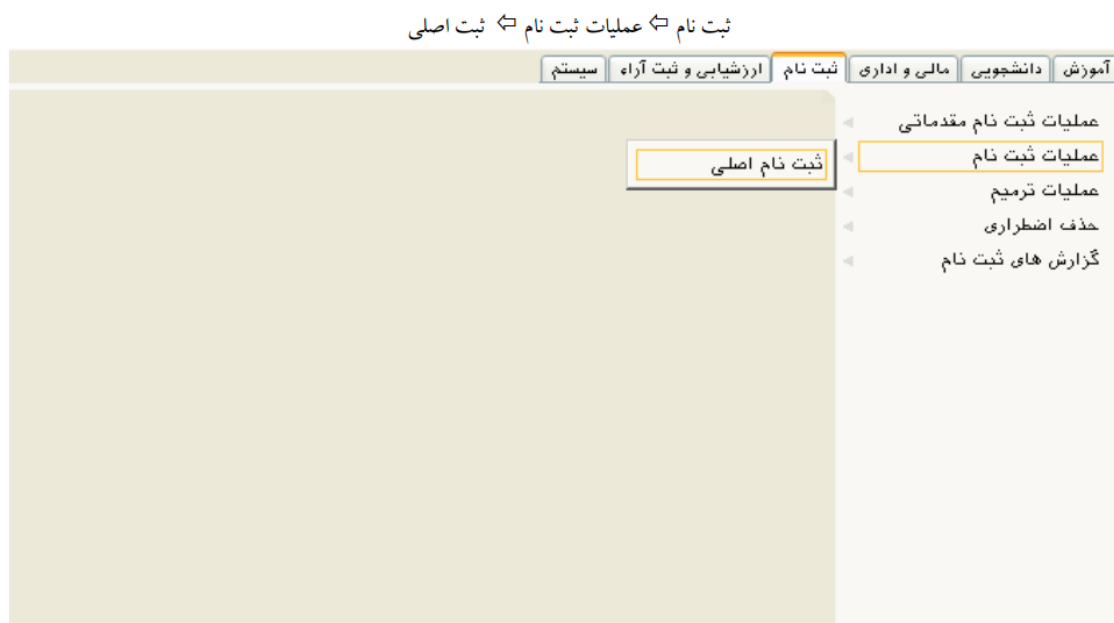 ثبت نام ⇦ عملیات ثبت نام ⇦ ثبت اصلی
آموزش دانشجویی مالی و اداری ثبت نام ارزشیابی و ثبت آراء سیستم
عملیات ثبت نام مقدماتی
عملیات ثبت نام
ثبت نام اصلی
عملیات ترمیم
حذف اضطراری
گزارش های ثبت نام